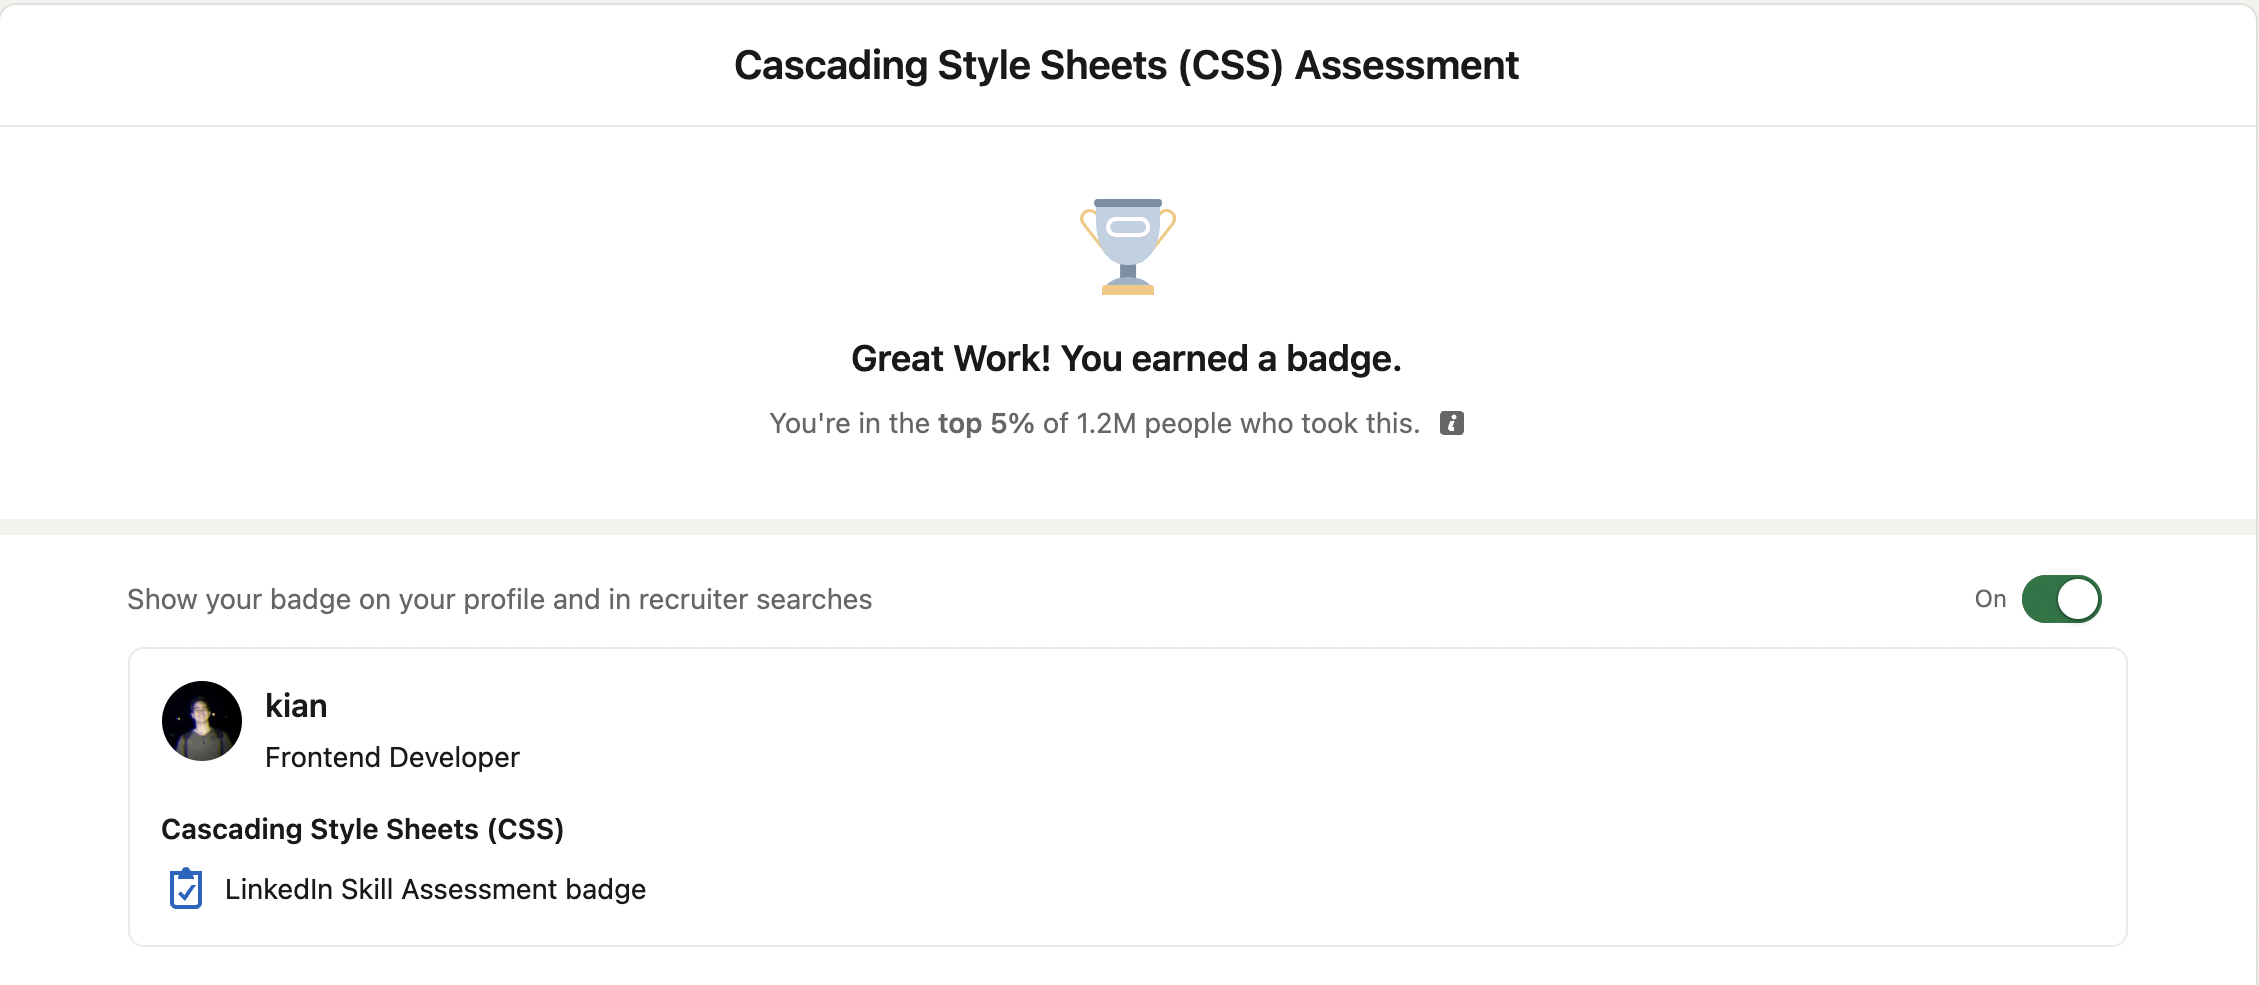 Cascading Style Sheets (CSS) Assessment
Great Work! You earned a badge.
You're in the top 5% of 1.2M people who took this.
Show your badge on your profile and in recruiter searches
On
kian
Frontend Developer
Cascading Style Sheets (CSS)
LinkedIn Skill Assessment badge